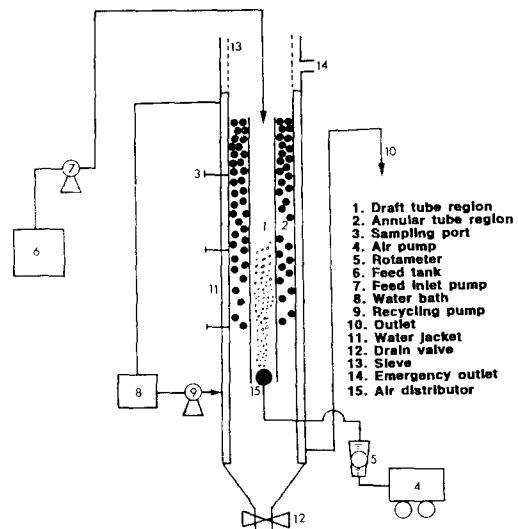 13
14
7
3
10
1
2
6
11
8
9
15
5
4
12
1. Draft tube region
2. Annular tube region
3. Sampling port
4. Air pump
5. Rotameter
6. Feed tank
7. Feed inlet pump
8. Water bath
9. Recycling pump
10. Outlet
11. Water jacket
12. Drain valve
13. Sieve
14. Emergency outlet
15. Air distributor